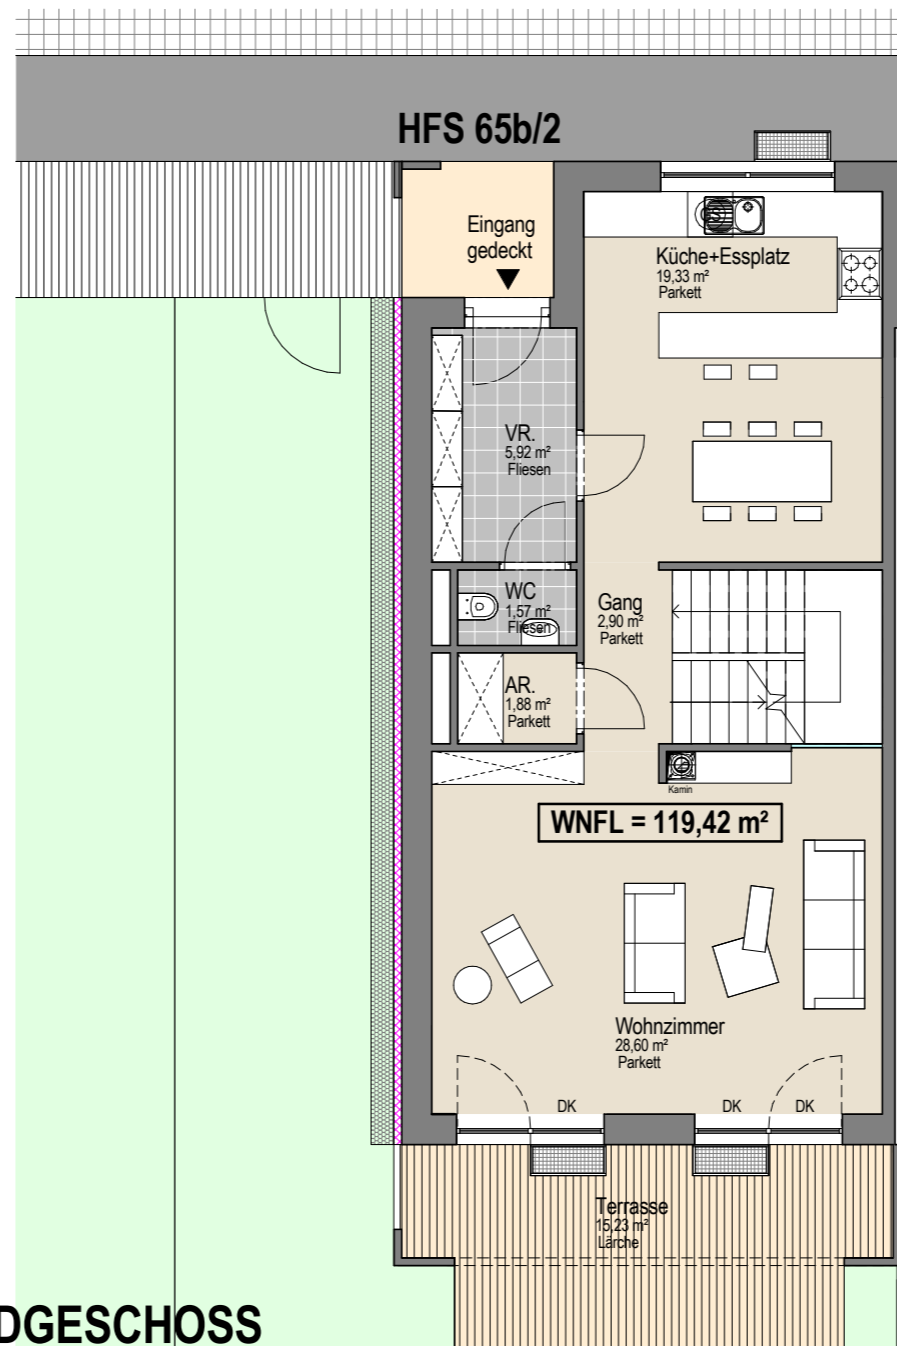 HFS 65b/2
Eingang
gedeckt
Küche+Essplatz
19,33 m²
Parkett
VR.
5,92 m²
Fliesen
WC
1,57 m²
Fliesen
Gang
2,90 m²
Parkett
AR.
1,88 m²
Parkett
Kamin
WNFL = 119,42 m²
Wohnzimmer
28,60 m²
Parkett
DK DK DK
Terrasse
15,23 m²
Lärche
DGESCHOSS